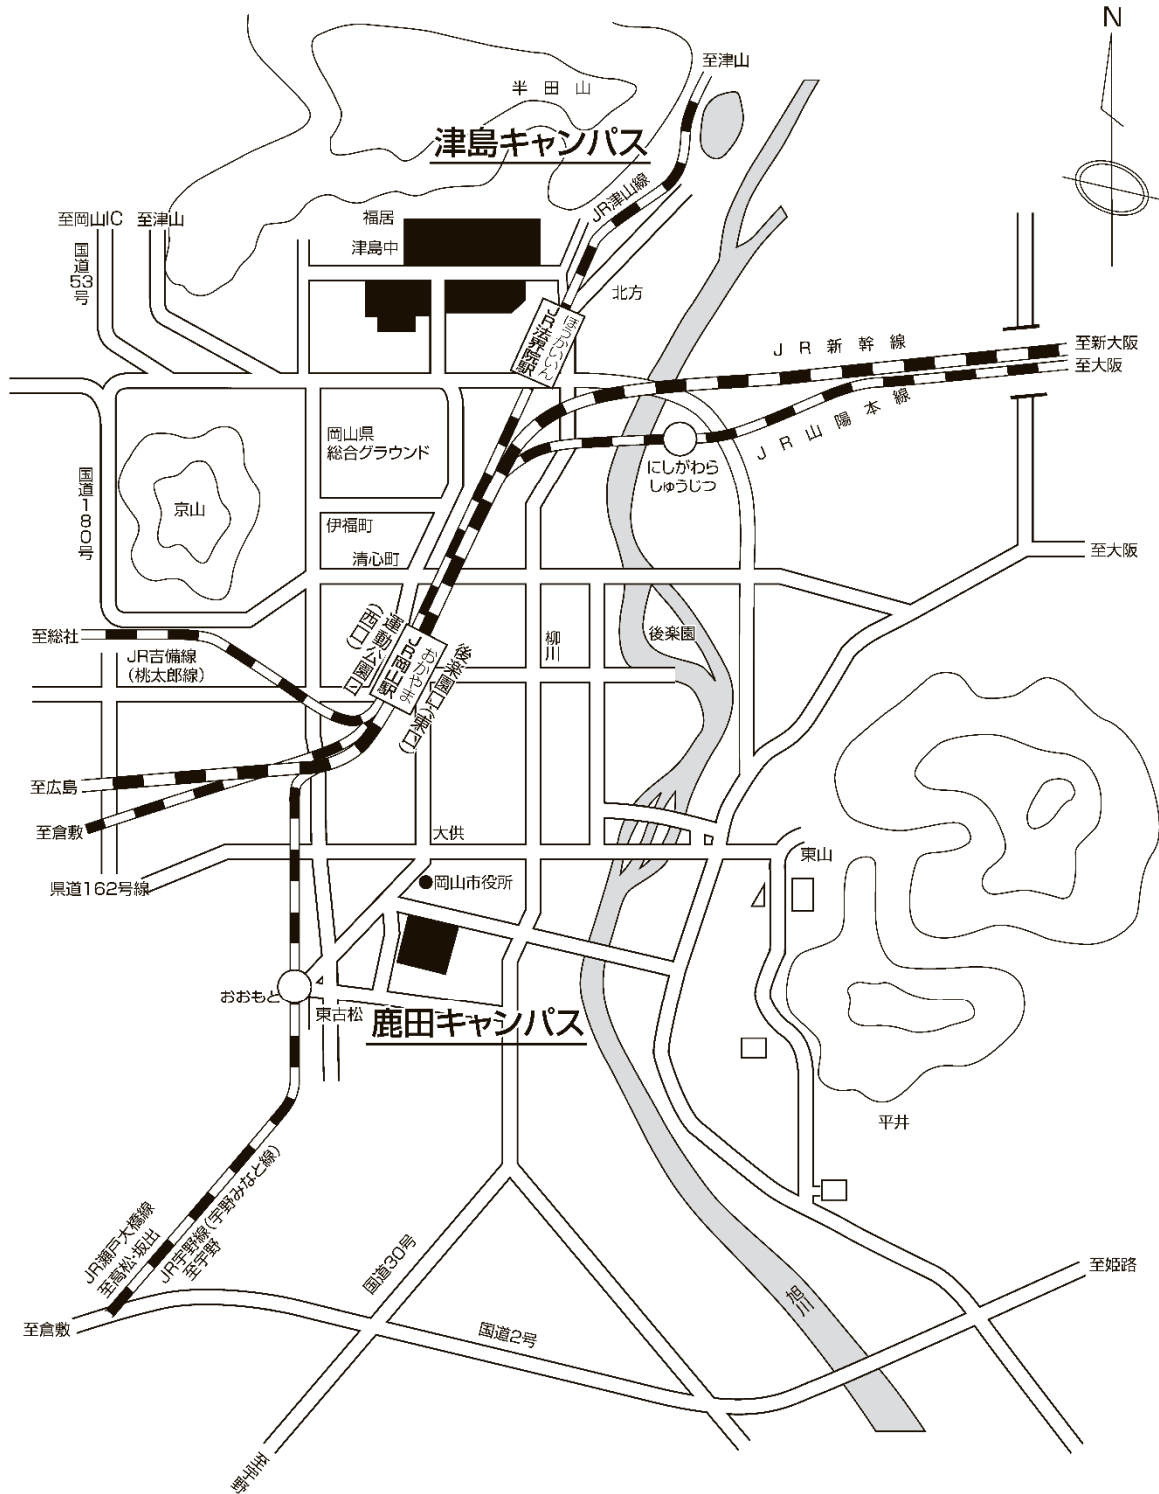 N
至津山
半田山
津島キャンパス
JR津山線
至岡山IC
至津山
国道53号
福居
津島中
北方
ほうかいいん
JR法界院駅
JR新幹線
至新大阪
至大阪
JR山陽本線
岡山県
総合グラウンド
にしがわら
しゅうじつ
国道180号
京山
伊福町
清心町
至大阪
至総社
JR吉備線
(桃太郎線)
運動公園口
(西口)
おかやま
JR岡山駅
後楽園口(東口)
柳川
後楽園
至広島
至倉敷
大供
東山
県道162号線
岡山市役所
おおもと
東古松
鹿田キャンパス
平井
JR瀬戸大橋線
至高松・坂出
JR宇野線(宇野みなと線)
至宇野
国道30号
至倉敷
国道2号
旭川
至姫路
至宇野